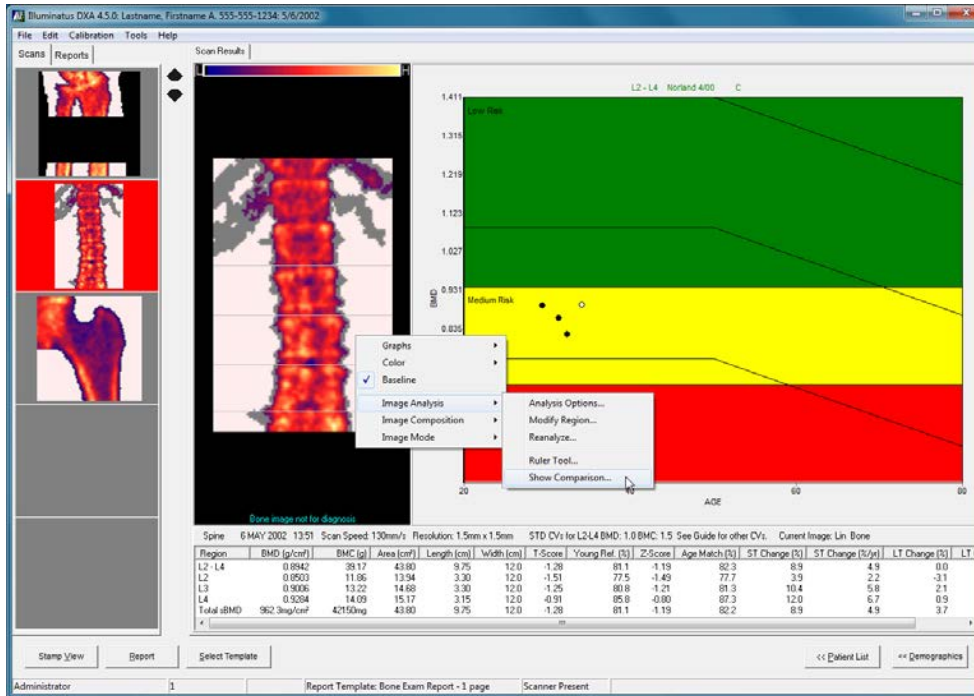 Illuminatus DXA 4.5.0: Lastname, Firstname A. 555-555-1234: 5/6/2002
File Edit Calibration Tools Help
Scans Reports
Scan Results
L H
L2 - L4 Norland 4/00 C
1.411
Low Risk
1.315
1.219
1.123
1.027
0.931
Medium Risk
BMD
0.835
Graphs
Color
Baseline
Image Analysis
Image Composition
Image Mode
Analysis Options...
Modify Region...
Reanalyze...
Ruler Tool...
Show Comparison...
20 40 60 80
AGE
Bone image not for diagnosis
Spine 6 MAY 2002 13:51 Scan Speed: 130mm/s Resolution: 1.5mm x 1.5mm STD CVs for L2-L4 BMD: 1.0 BMC: 1.5 See Guide for other CVs. Current Image: Lin Bone
Region BMD (g/cm²) BMC (g) Area (cm²) Length (cm) Width (cm) T-Score Young Ref. (%) Z-Score Age Match (%) ST Change (%) ST Change (%/yr) LT Change (%) LT
L2 - L4 0.8942 39.17 43.80 9.75 12.0 -1.28 81.1 -1.19 82.3 8.9 4.9 0.0
L2 0.8503 11.86 13.94 3.30 12.0 -1.51 77.5 -1.49 77.7 3.9 2.2 -3.1
L3 0.9006 13.22 14.68 3.30 12.0 -1.25 80.8 -1.21 81.3 10.4 5.8 2.1
L4 0.9284 14.09 15.17 3.15 12.0 -0.91 85.8 -0.80 87.3 12.0 6.7 0.9
Total sBMD 962.3mg/cm² 42150mg 43.80 9.75 12.0 -1.28 81.1 -1.19 82.2 8.9 4.9 3.7
Stamp View Report Select Template << Patient List << Demographics
Administrator 1 Report Template: Bone Exam Report - 1 page Scanner Present